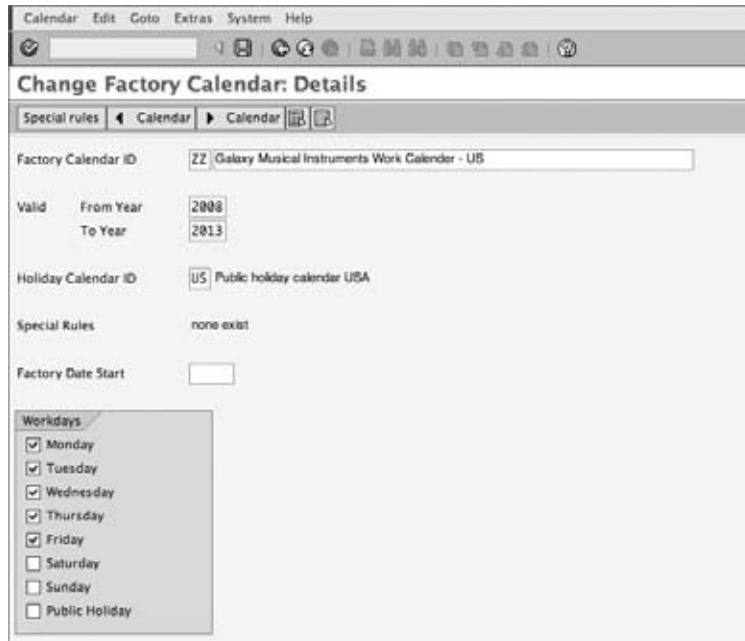 Calendar Edit Goto Extras System Help
Change Factory Calendar: Details
Special rules Calendar Calendar
Factory Calendar ID ZZ Galaxy Musical Instruments Work Calender - US
Valid From Year 2008
To Year 2013
Holiday Calendar ID US Public holiday calendar USA
Special Rules none exist
Factory Date Start
Workdays
Monday
Tuesday
Wednesday
Thursday
Friday
Saturday
Sunday
Public Holiday